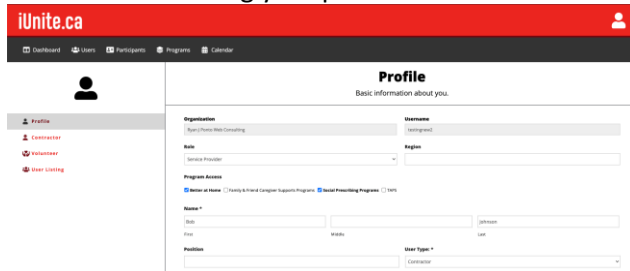 iUnite.ca
Dashboard Users Participants Programs Calendar
Profile
Basic information about you.
Profile
Contractor
Volunteer
User Listing
Organization Username
Ryan J Ponte Web Consulting testingnew2
Role Region
Service Provider
Program Access
Better at Home Family & Friend Caregiver Supports Programs Social Prescribing Programs TAPS
Name *
Bob Johnson
First Middle Last
Position User Type: *
Contractor